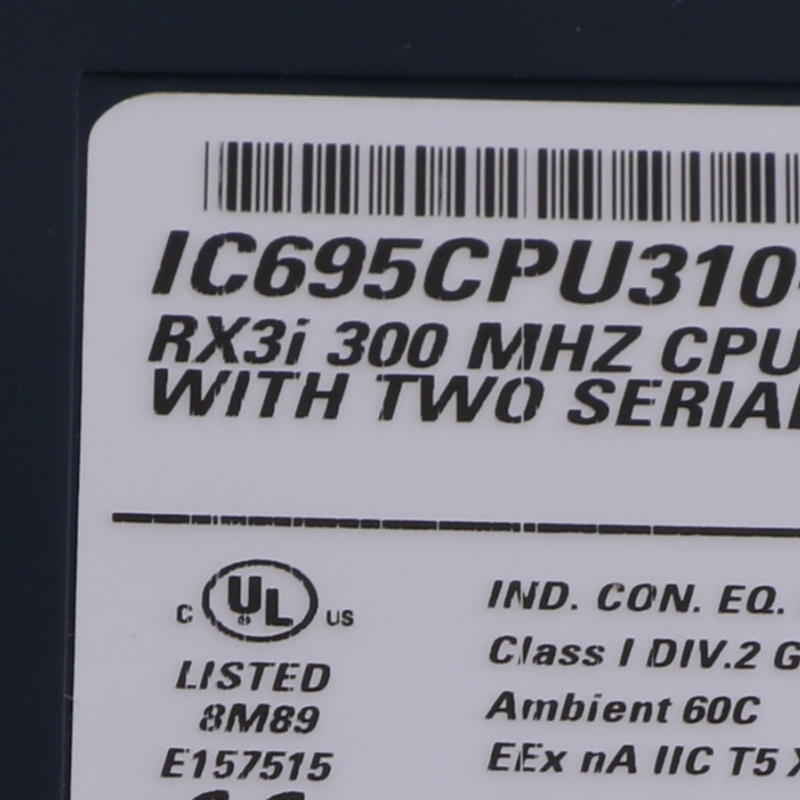 IC695CPU310-
RX3i 300 MHZ CPU
WITH TWO SERIAL
C UL US
LISTED
8M89
E157515
IND. CON. EQ.
Class I DIV.2 G
Ambient 60C
EEx nA IIC T5 X